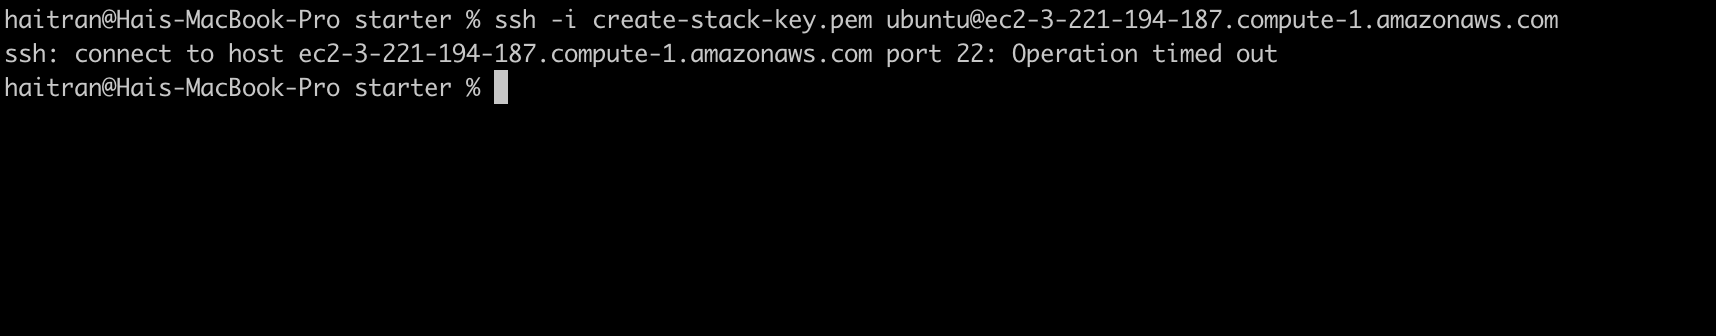 haitran@Hais-MacBook-Pro starter % ssh -i create-stack-key.pem ubuntu@ec2-3-221-194-187.compute-1.amazonaws.com
ssh: connect to host ec2-3-221-194-187.compute-1.amazonaws.com port 22: Operation timed out
haitran@Hais-MacBook-Pro starter %